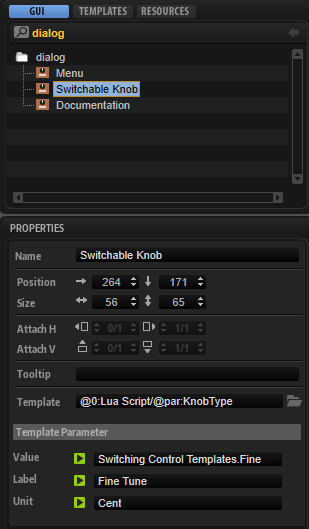 GUI TEMPLATES RESOURCES
dialog
dialog
Menu
Switchable Knob
Documentation
PROPERTIES
Name Switchable Knob
Position 264 171
Size 56 65
Attach H 0/1 1/1
Attach V 0/1 1/1
Tooltip
Template @0:Lua Script/@par:KnobType
Template Parameter
Value Switching Control Templates.Fine
Label Fine Tune
Unit Cent